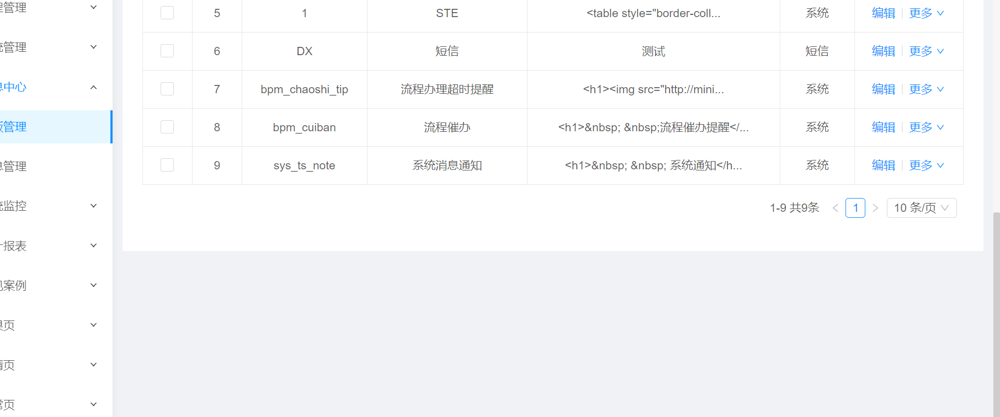 管理
管理
中心
管理
管理
监控
报表
案例
页
页
页
5 1 STE <table style="border-coll... 系统 编辑 更多
6 DX 短信 测试 短信 编辑 更多
7 bpm_chaoshi_tip 流程办理超时提醒 <h1><img src="http://mini... 系统 编辑 更多
8 bpm_cuiban 流程催办 <h1>&nbsp; &nbsp;流程催办提醒</... 系统 编辑 更多
9 sys_ts_note 系统消息通知 <h1>&nbsp; &nbsp; 系统通知</h... 系统 编辑 更多
1-9 共9条 < 1 > 10 条/页